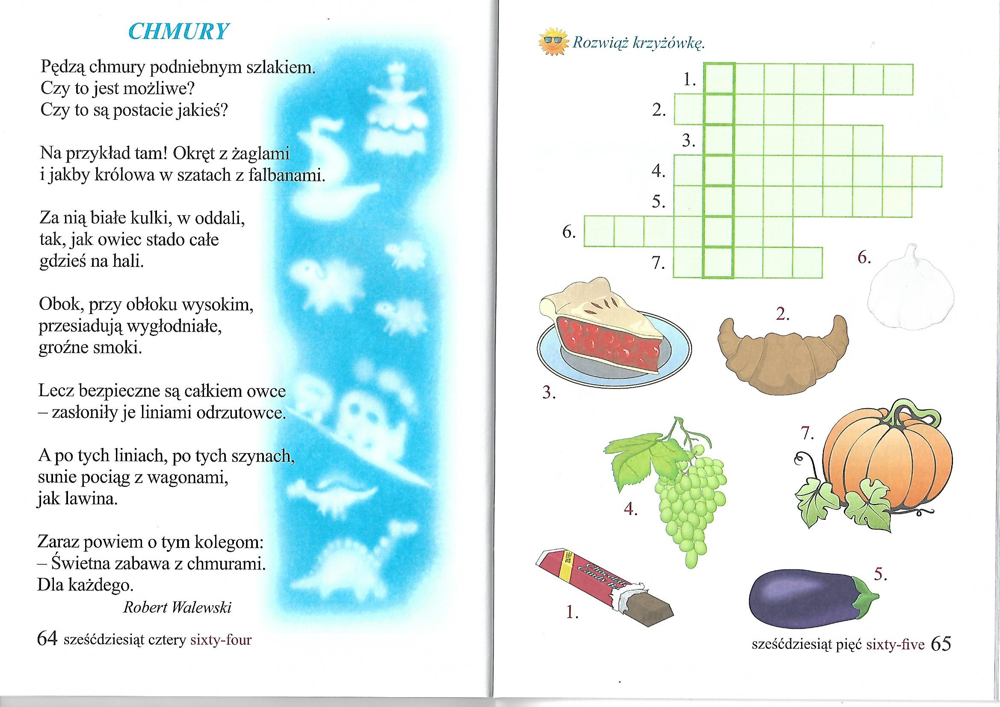 CHMURY
Pędzą chmury podniebnym szlakiem.
Czy to jest możliwe?
Czy to są postacie jakieś?
Na przykład tam! Okręt z żaglami
i jakby królowa w szatach z falbanami.
Za nią białe kulki, w oddali,
tak, jak owiec stado całe
gdzieś na hali.
Obok, przy obłoku wysokim,
przesiadują wygłodniałe,
groźne smoki.
Lecz bezpieczne są całkiem owce
– zasłoniły je liniami odrzutowce.
A po tych liniach, po tych szynach,
sunie pociąg z wagonami,
jak lawina.
Zaraz powiem o tym kolegom:
– Świetna zabawa z chmurami.
Dla każdego.
Robert Walewski
64 sześćdziesiąt cztery sixty-four
Rozwiąż krzyżówkę.
1.
2.
3.
4.
5.
6.
7.
6.
2.
3.
7.
4.
5.
1.
20% FREE
Chocolate
Candy
sześćdziesiąt pięć sixty-five 65